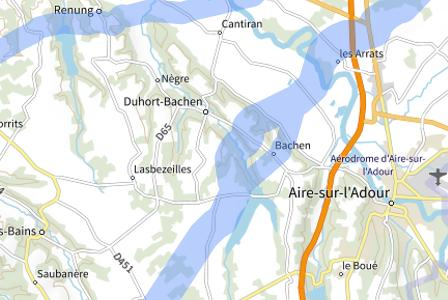 Renung
Cantiran
les Arrats
Nègre
Duhort-Bachen
D65
Bachen
Aérodrome d'Aire-sur-
l'Adour
Lasbezeilles
Aire-sur-l'Adour
s-Bains
D451
le Boué
Saubanère